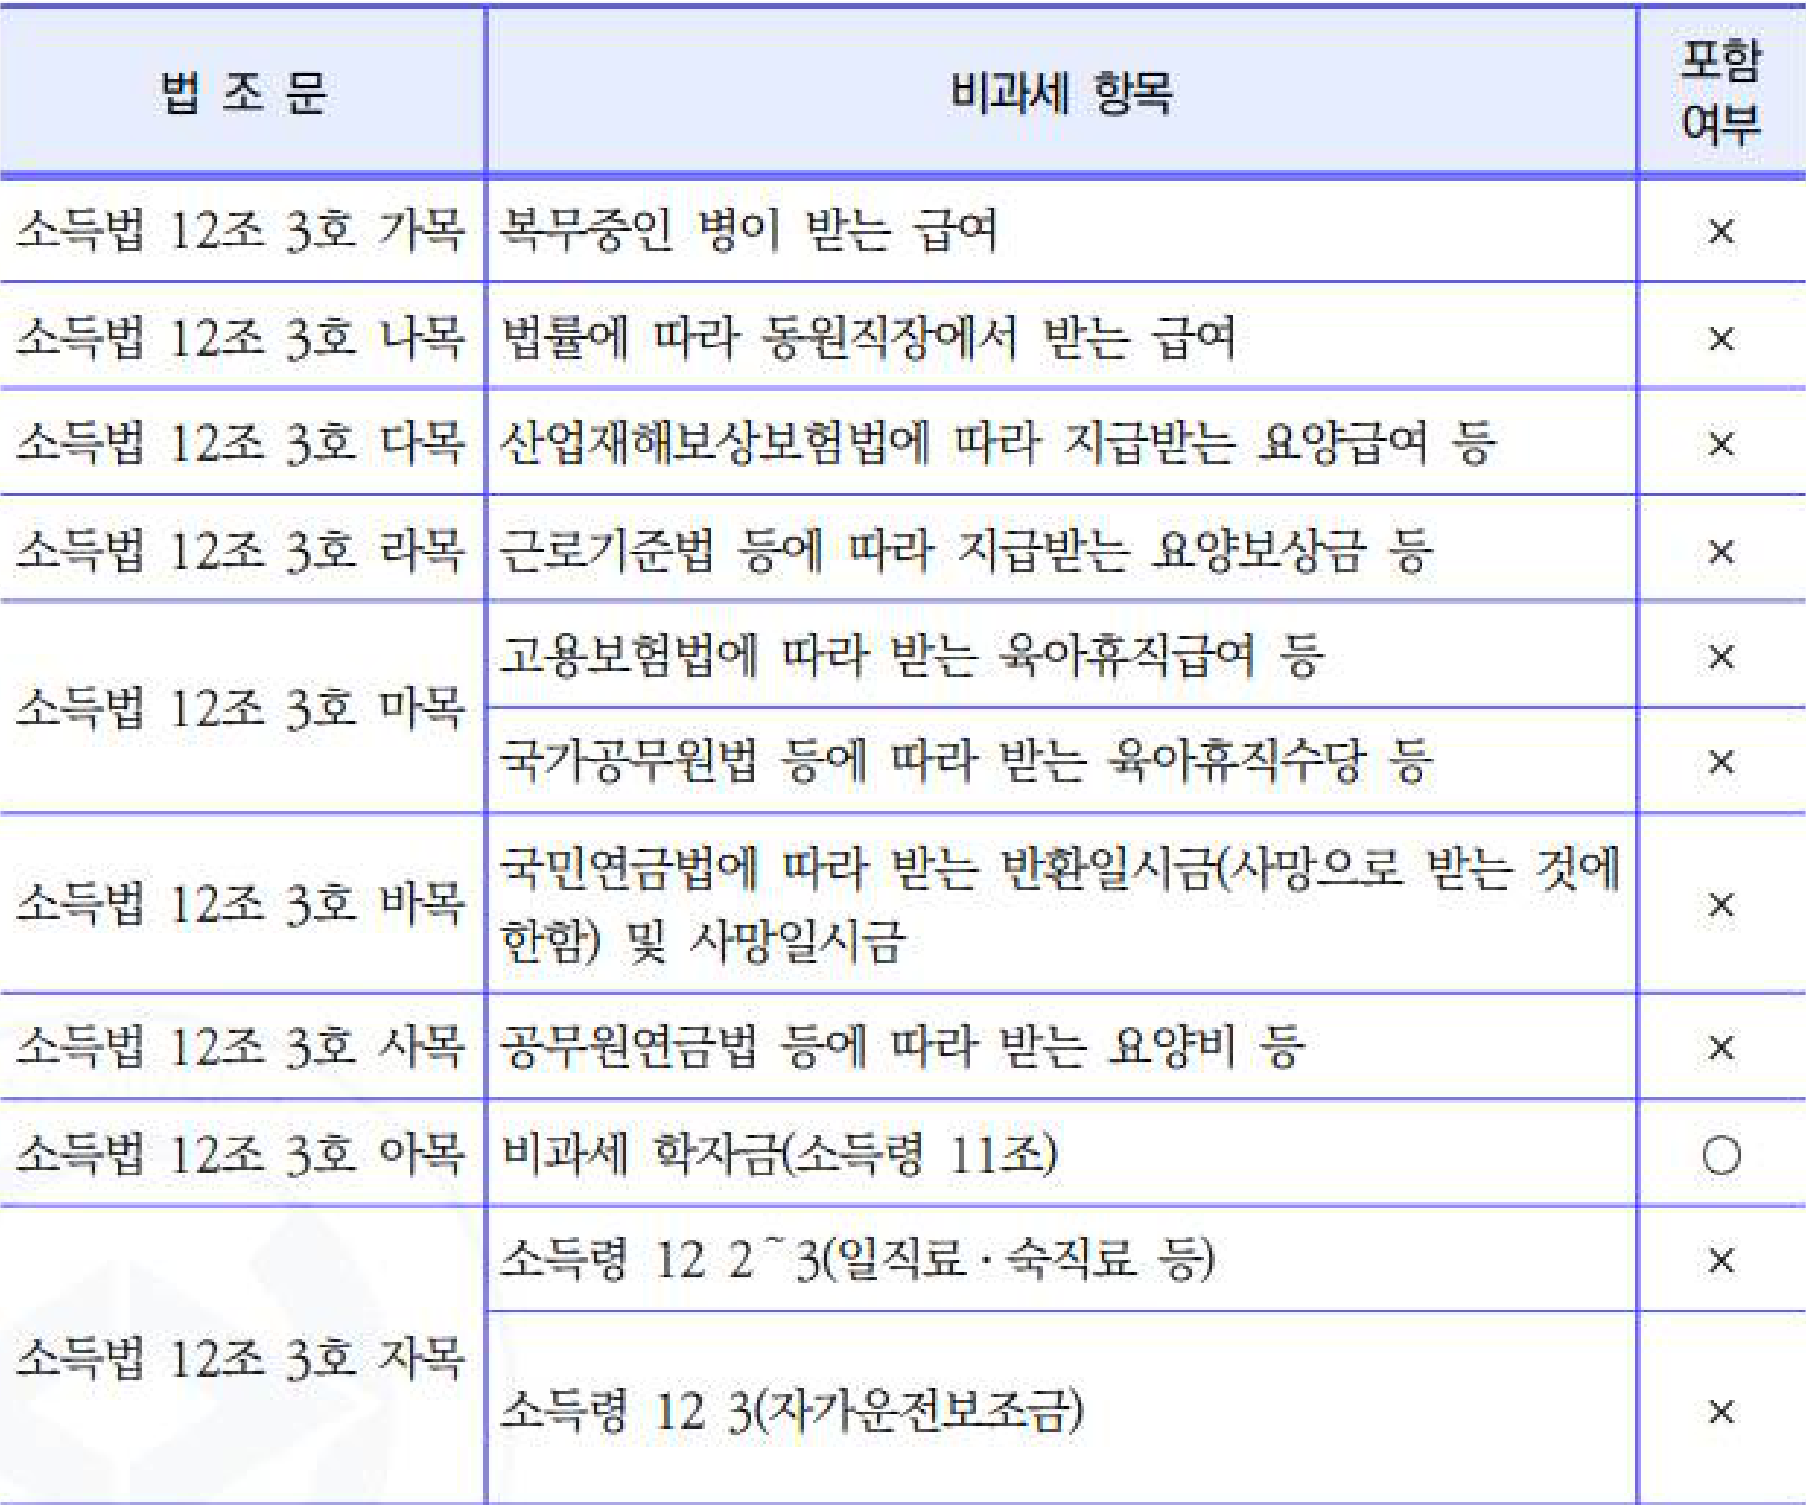 법 조 문
비과세 항목
포함
여부
소득법 12조 3호 가목
복무중인 병이 받는 급여
×
소득법 12조 3호 나목
법률에 따라 동원직장에서 받는 급여
×
소득법 12조 3호 다목
산업재해보상보험법에 따라 지급받는 요양급여 등
×
소득법 12조 3호 라목
근로기준법 등에 따라 지급받는 요양보상금 등
×
소득법 12조 3호 마목
고용보험법에 따라 받는 육아휴직급여 등
×
국가공무원법 등에 따라 받는 육아휴직수당 등
×
소득법 12조 3호 바목
국민연금법에 따라 받는 반환일시금(사망으로 받는 것에
한함) 및 사망일시금
×
소득법 12조 3호 사목
공무원연금법 등에 따라 받는 요양비 등
×
소득법 12조 3호 아목
비과세 학자금(소득령 11조)
○
소득법 12조 3호 자목
소득령 12 2~3(일직료·숙직료 등)
×
소득령 12 3(자가운전보조금)
×